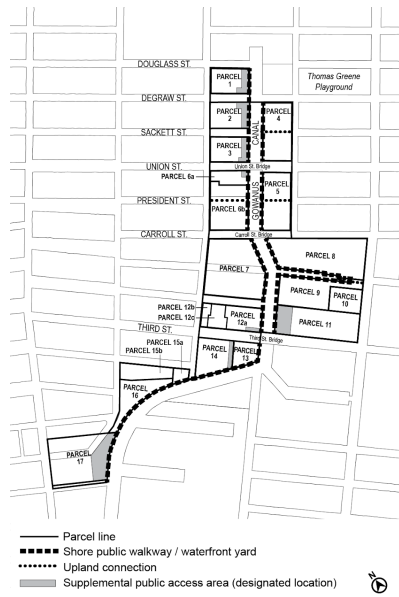 DOUGLASS ST.
PARCEL
1
Thomas Greene
Playground
DEGRAW ST.
PARCEL
2
PARCEL
4
CANAL
SACKETT ST.
PARCEL
3
UNION ST.
Union St. Bridge
PARCEL 6a
PARCEL
5
PRESIDENT ST.
PARCEL 6b
GOWANUS
CARROLL ST.
Carroll St. Bridge
PARCEL 8
PARCEL 7
PARCEL 9
PARCEL
10
PARCEL 12b
PARCEL 12c
PARCEL
12a
PARCEL 11
THIRD ST.
Third St. Bridge
PARCEL 15a
PARCEL
14
PARCEL
13
PARCEL
15b
PARCEL
16
PARCEL
17
Parcel line
Shore public walkway / waterfront yard
Upland connection
Supplemental public access area (designated location)
N